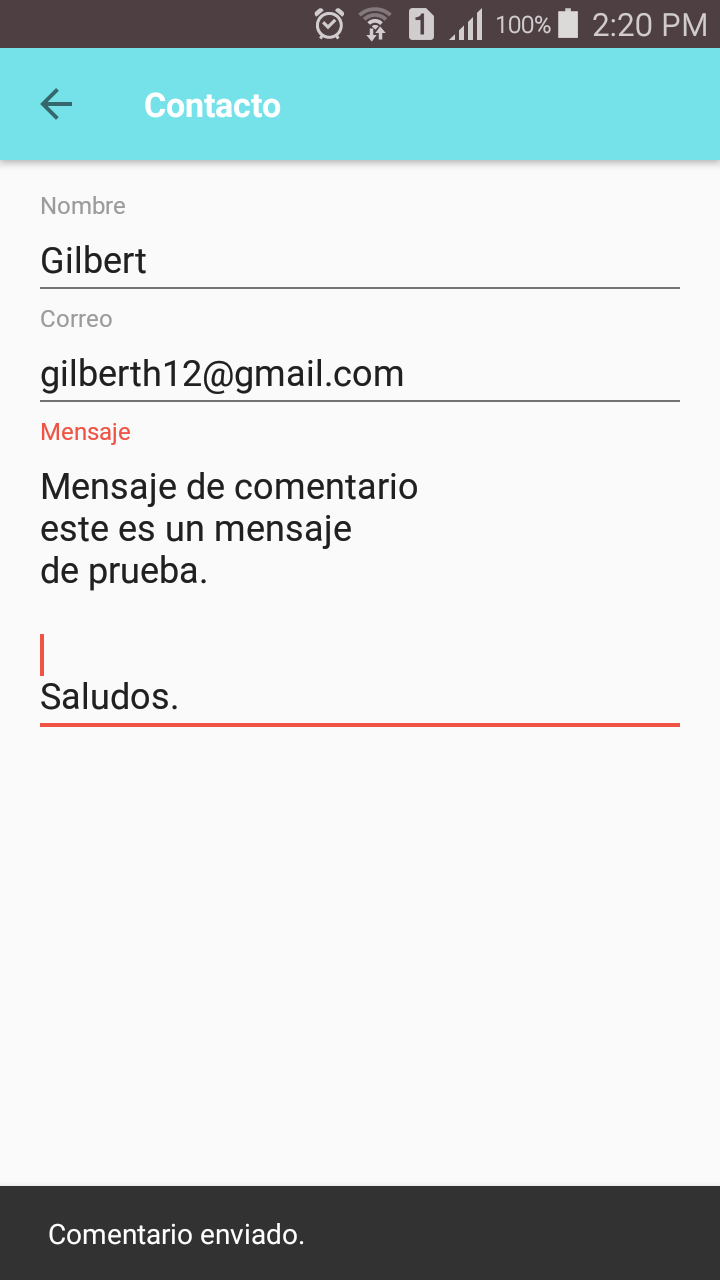 1 100% 2:20 PM
Contacto
Nombre
Gilbert
Correo
gilberth12@gmail.com
Mensaje
Mensaje de comentario
este es un mensaje
de prueba.
Saludos.
Comentario enviado.